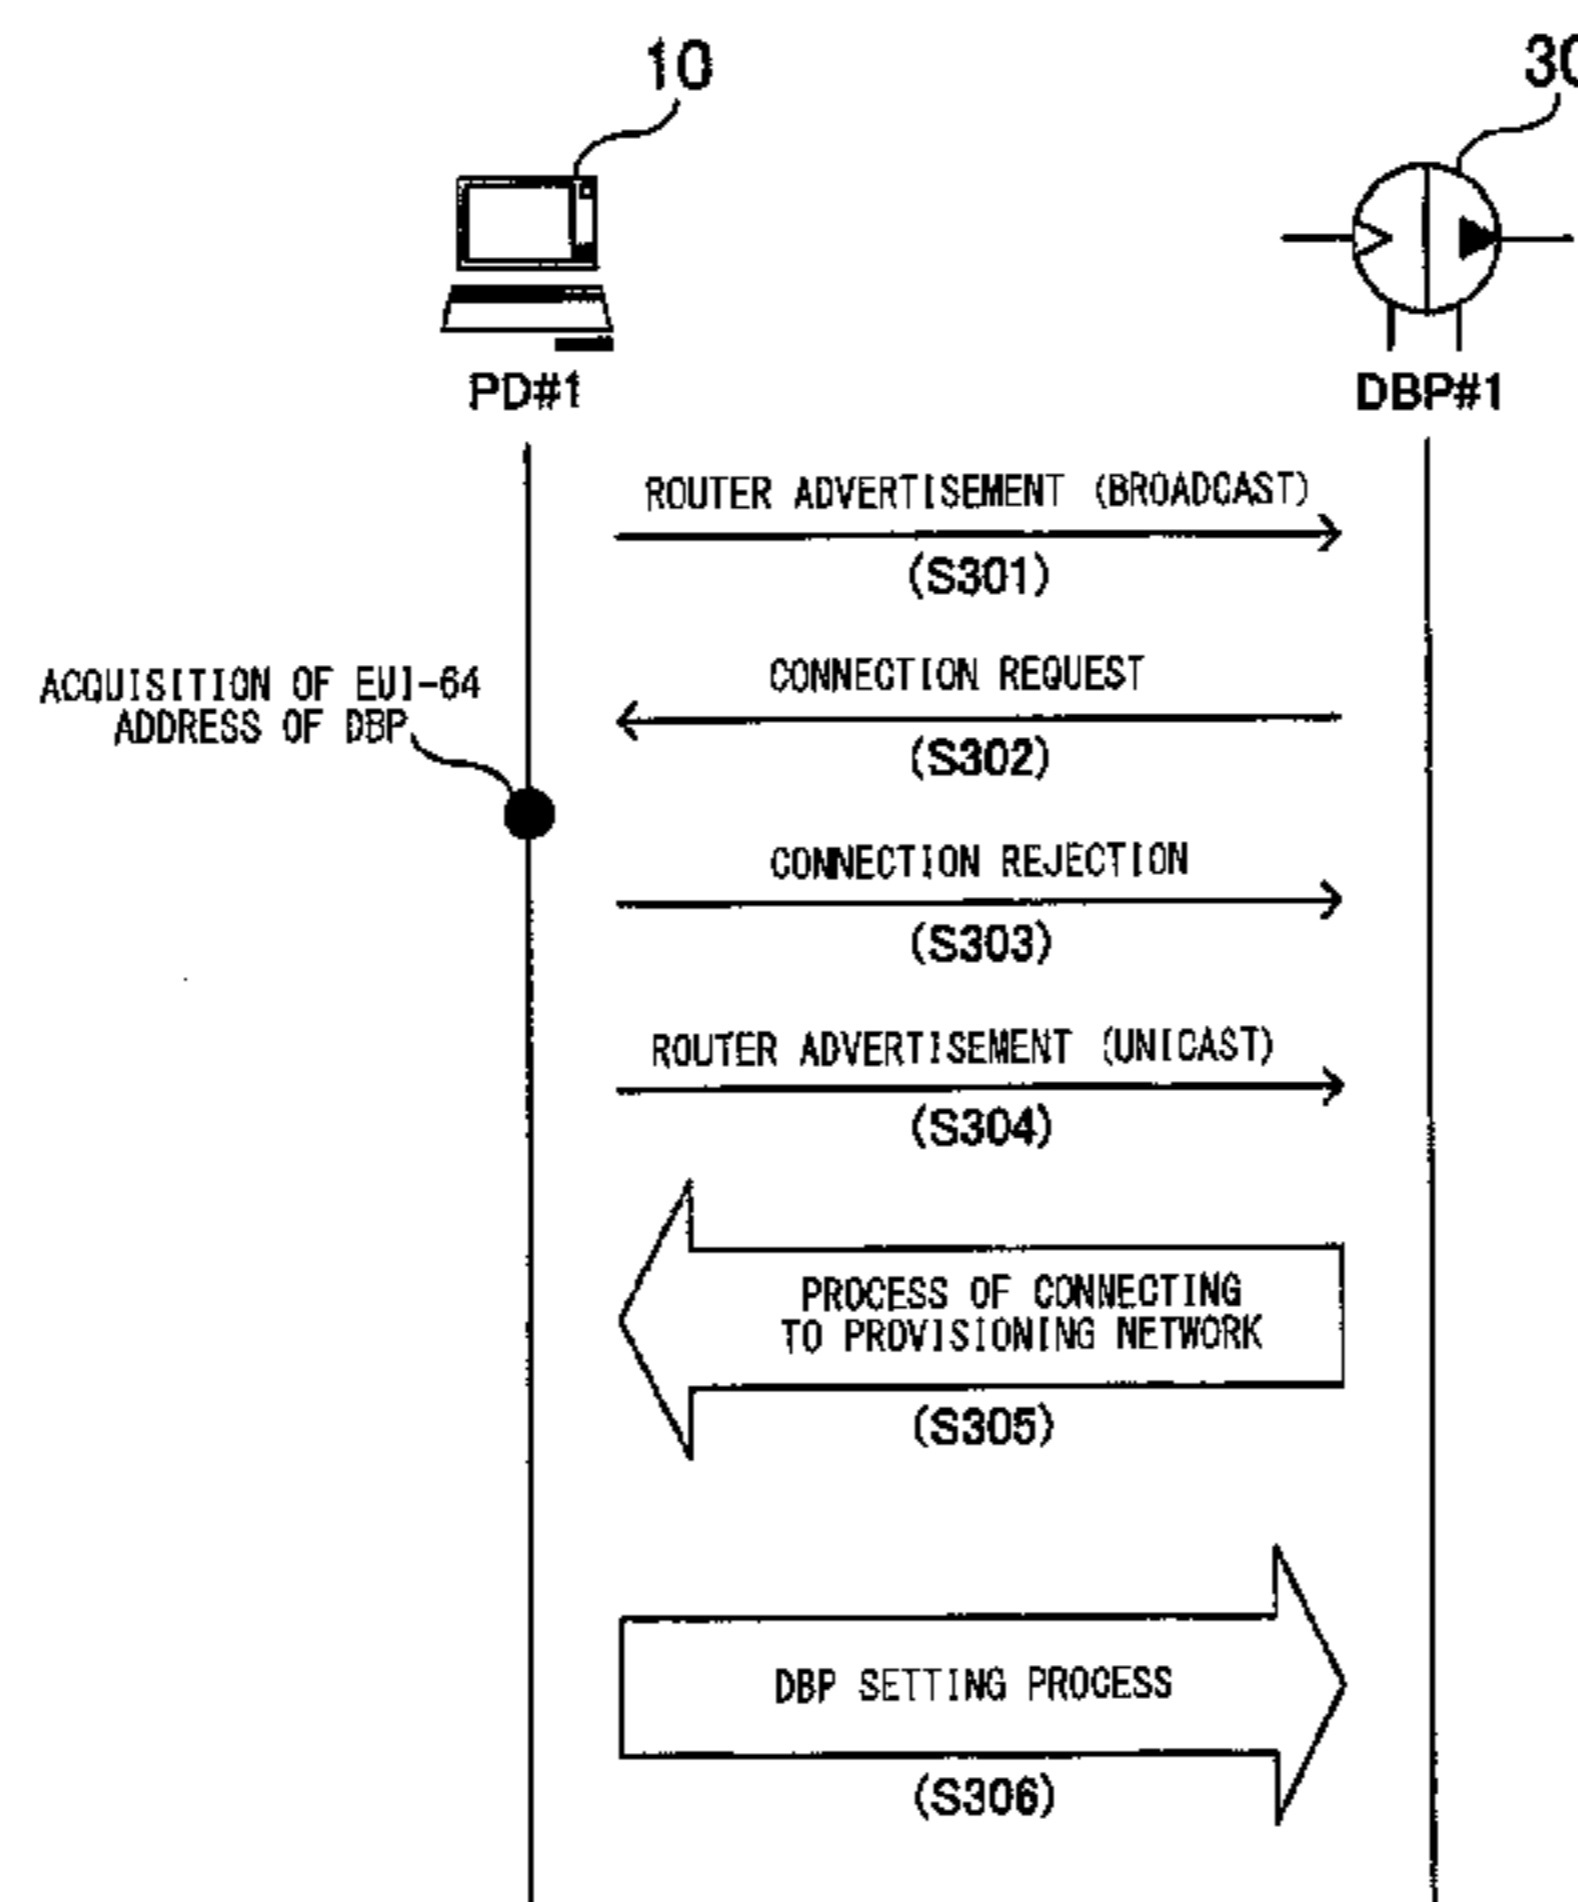 10
30
PD#1
DBP#1
ROUTER ADVERTISEMENT (BROADCAST)
(S301)
CONNECTION REQUEST
(S302)
ACQUISITION OF EUI-64
ADDRESS OF DBP
CONNECTION REJECTION
(S303)
ROUTER ADVERTISEMENT (UNICAST)
(S304)
PROCESS OF CONNECTING
TO PROVISIONING NETWORK
(S305)
DBP SETTING PROCESS
(S306)